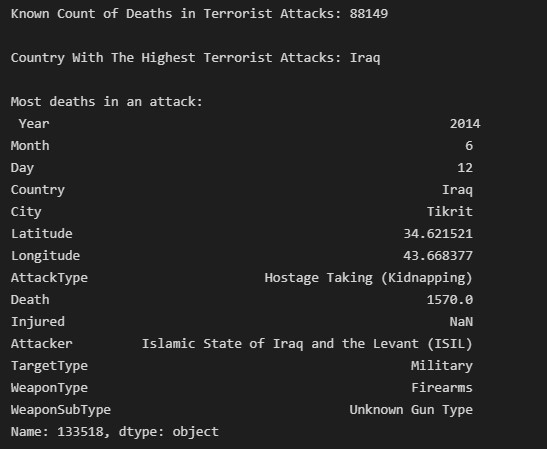 Known Count of Deaths in Terrorist Attacks: 88149
Country With The Highest Terrorist Attacks: Iraq
Most deaths in an attack:
Year 2014
Month 6
Day 12
Country Iraq
City Tikrit
Latitude 34.621521
Longitude 43.668377
AttackType Hostage Taking (Kidnapping)
Death 1570.0
Injured NaN
Attacker Islamic State of Iraq and the Levant (ISIL)
TargetType Military
WeaponType Firearms
WeaponSubType Unknown Gun Type
Name: 133518, dtype: object